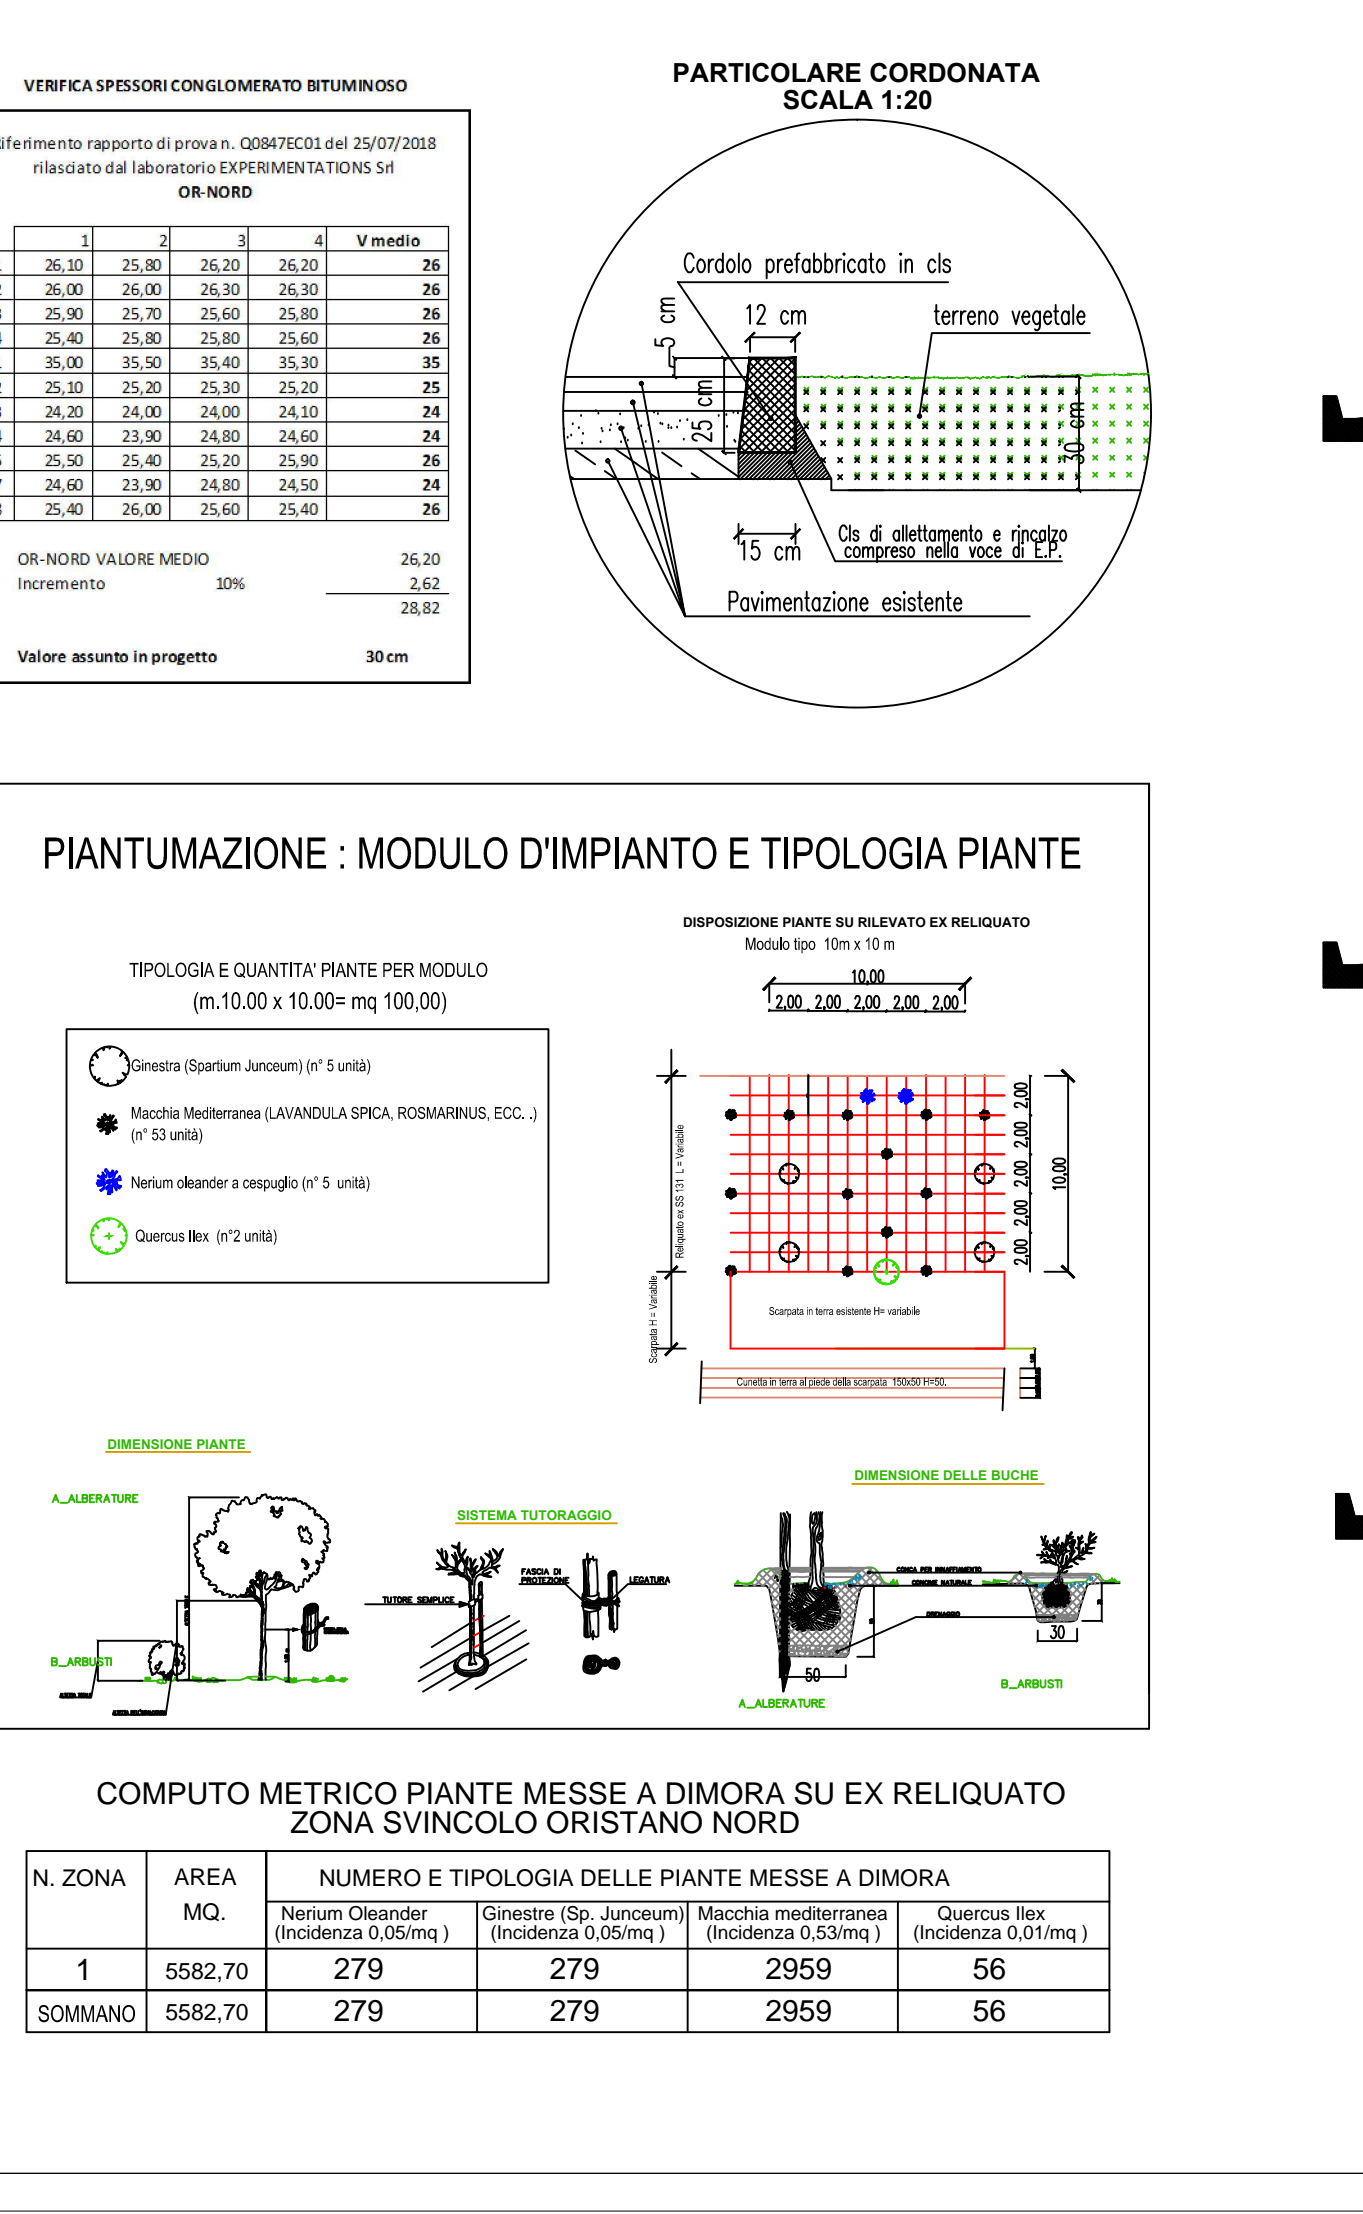 VERIFICA SPESSORI CONGLOMERATO BITUMINOSO
Riferimento rapporto di prova n. Q0847EC01 del 25/07/2018
rilasciato dal laboratorio EXPERIMENTATIONS Srl
OR-NORD
1 2 3 4 V medio
26,10 25,80 26,20 26,20 26
26,00 26,00 26,30 26,30 26
25,90 25,70 25,60 25,80 26
25,40 25,80 25,80 25,60 26
35,00 35,50 35,40 35,30 35
25,10 25,20 25,30 25,20 25
24,20 24,00 24,00 24,10 24
24,60 23,90 24,80 24,60 24
25,50 25,40 25,20 25,90 26
24,60 23,90 24,80 24,50 24
25,40 26,00 25,60 25,40 26
OR-NORD VALORE MEDIO 26,20
Incremento 10% 2,62
28,82
Valore assunto in progetto 30 cm
PARTICOLARE CORDONATA
SCALA 1:20
Cordolo prefabbricato in cls
5 cm
12 cm
terreno vegetale
25 cm
30 cm
15 cm
Cls di allettamento e rincalzo
compreso nella voce di E.P.
Pavimentazione esistente
PIANTUMAZIONE : MODULO D'IMPIANTO E TIPOLOGIA PIANTE
TIPOLOGIA E QUANTITA' PIANTE PER MODULO
(m.10.00 x 10.00= mq 100,00)
Ginestra (Spartium Junceum) (n° 5 unità)
Macchia Mediterranea (LAVANDULA SPICA, ROSMARINUS, ECC. .)
(n° 53 unità)
Nerium oleander a cespuglio (n° 5 unità)
Quercus Ilex (n°2 unità)
DISPOSIZIONE PIANTE SU RILEVATO EX RELIQUATO
Modulo tipo 10m x 10 m
10,00
2,00 2,00 2,00 2,00 2,00
Reliquato ex SS 131 L = Variabile
2,00 2,00 2,00 2,00 2,00
10,00
Scarpata H = Variabile
Scarpata in terra esistente H= variabile
Cunetta in terra al piede della scarpata 150x50 H=50.
DIMENSIONE PIANTE
A_ALBERATURE
B_ARBUSTI
SISTEMA TUTORAGGIO
TUTORE SEMPLICE
FASCIA DI
PROTEZIONE
LEGATURA
DIMENSIONE DELLE BUCHE
CONCA PER INNAFFIAMENTO
CONCIME NATURALE
DRENAGGIO
50
30
A_ALBERATURE
B_ARBUSTI
COMPUTO METRICO PIANTE MESSE A DIMORA SU EX RELIQUATO
ZONA SVINCOLO ORISTANO NORD
N. ZONA AREA MQ. NUMERO E TIPOLOGIA DELLE PIANTE MESSE A DIMORA
Nerium Oleander Ginestre (Sp. Junceum) Macchia mediterranea Quercus Ilex
(Incidenza 0,05/mq ) (Incidenza 0,05/mq ) (Incidenza 0,53/mq ) (Incidenza 0,01/mq )
1 5582,70 279 279 2959 56
SOMMANO 5582,70 279 279 2959 56